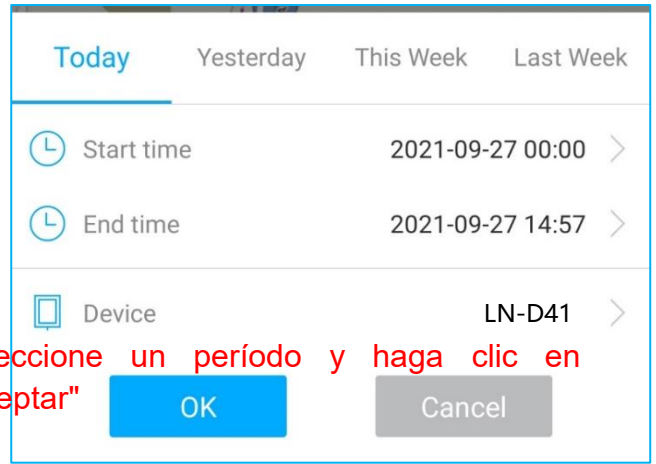 Today Yesterday This Week Last Week
Start time 2021-09-27 00:00
End time 2021-09-27 14:57
Device LN-D41
eccione un período y haga clic en
eptar"
OK Cancel